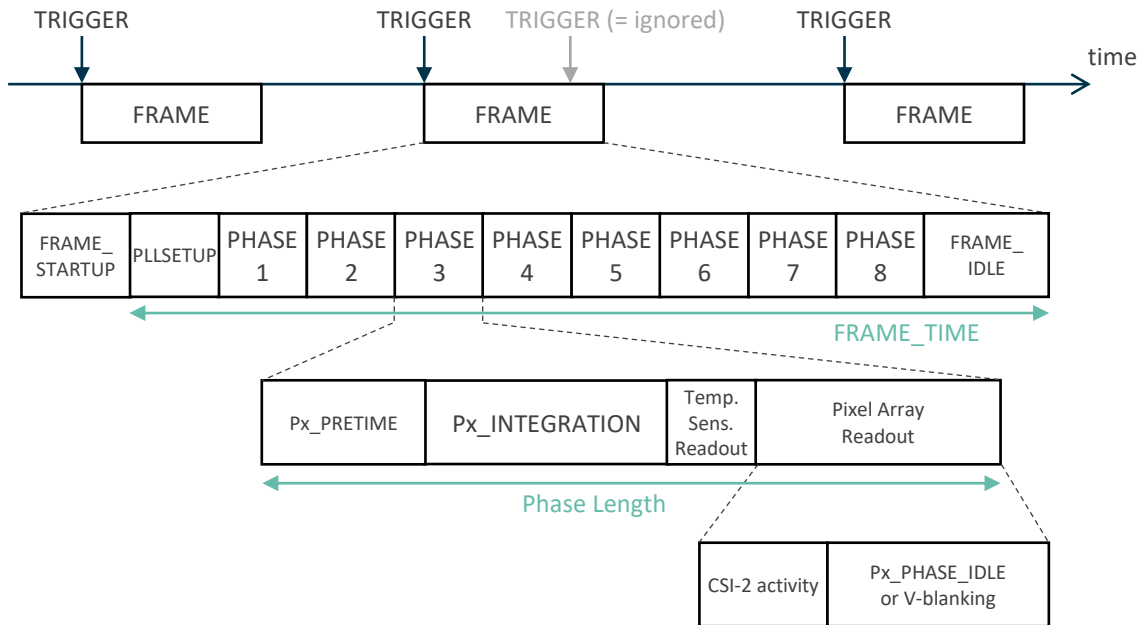 TRIGGER
TRIGGER
TRIGGER (= ignored)
TRIGGER
time
FRAME
FRAME
FRAME
FRAME_
STARTUP
PLLSETUP
PHASE
1
PHASE
2
PHASE
3
PHASE
4
PHASE
5
PHASE
6
PHASE
7
PHASE
8
FRAME_
IDLE
FRAME_TIME
Px_PRETIME
Px_INTEGRATION
Temp.
Sens.
Readout
Pixel Array
Readout
Phase Length
CSI-2 activity
Px_PHASE_IDLE
or V-blanking